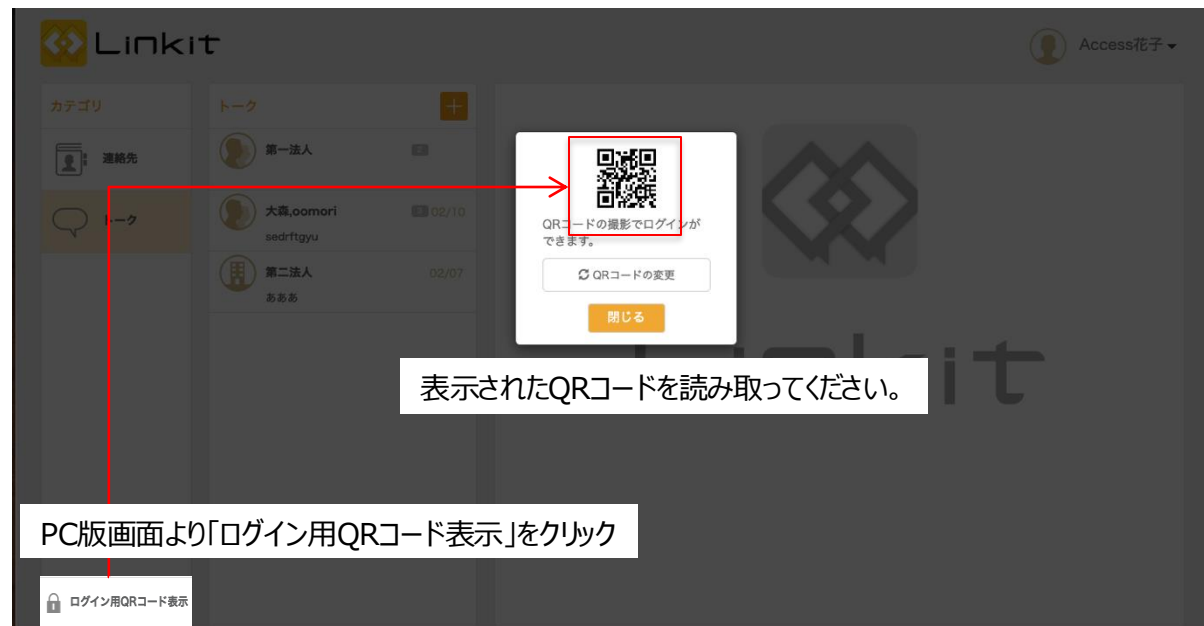 Linkit
Access花子
カテゴリ
トーク
連絡先
トーク
第一法人
大森,oomori
02/10
sedrftgyu
第二法人
02/07
あああ
QRコードの撮影でログインが
できます。
QRコードの変更
閉じる
Linkit
表示されたQRコードを読み取ってください。
PC版画面より「ログイン用QRコード表示」をクリック
ログイン用QRコード表示